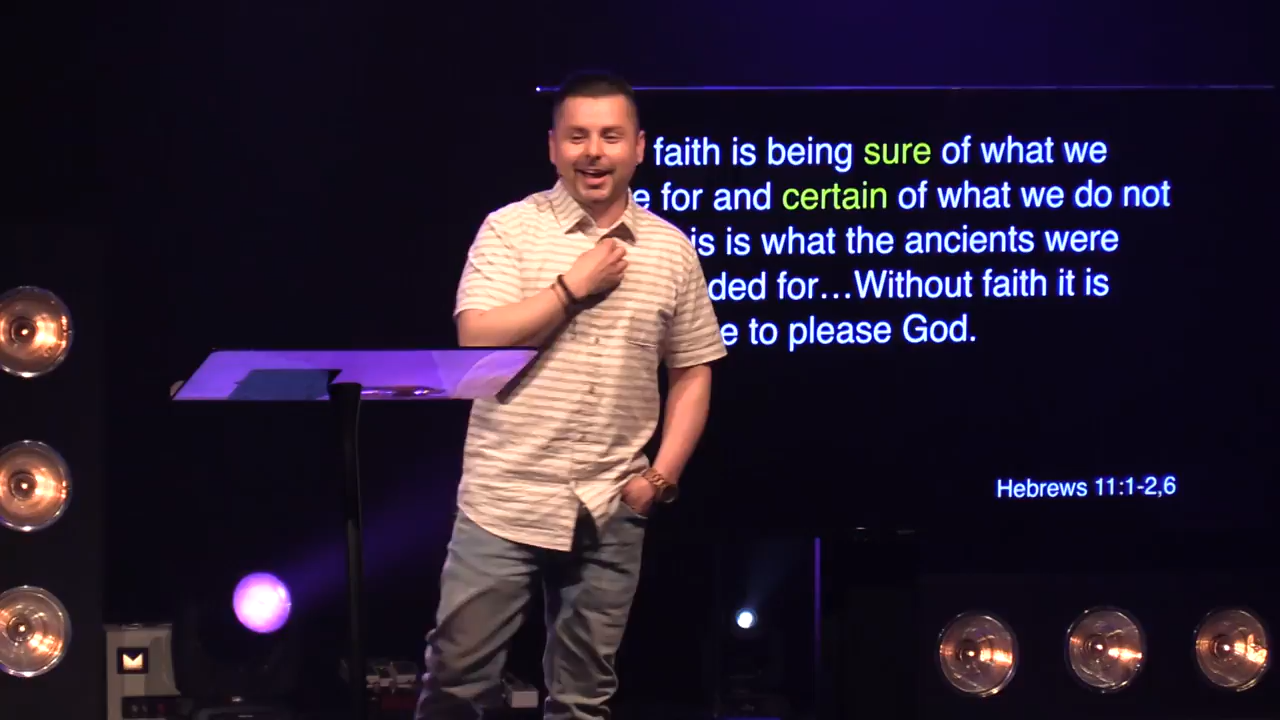 faith is being sure of what we
e for and certain of what we do not
is is what the ancients were
ded for…Without faith it is
e to please God.
Hebrews 11:1-2,6